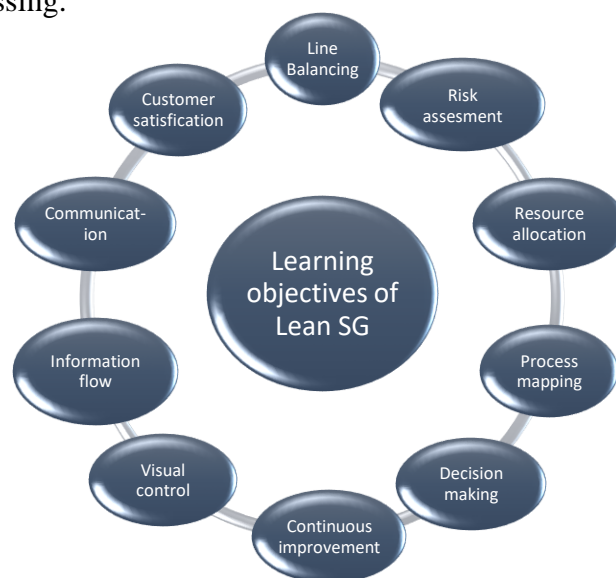 ssing.
Line
Balancing
Risk
assesment
Resource
allocation
Process
mapping
Decision
making
Continuous
improvement
Visual
control
Information
flow
Communicat-
ion
Customer
satisfication
Learning
objectives of
Lean SG